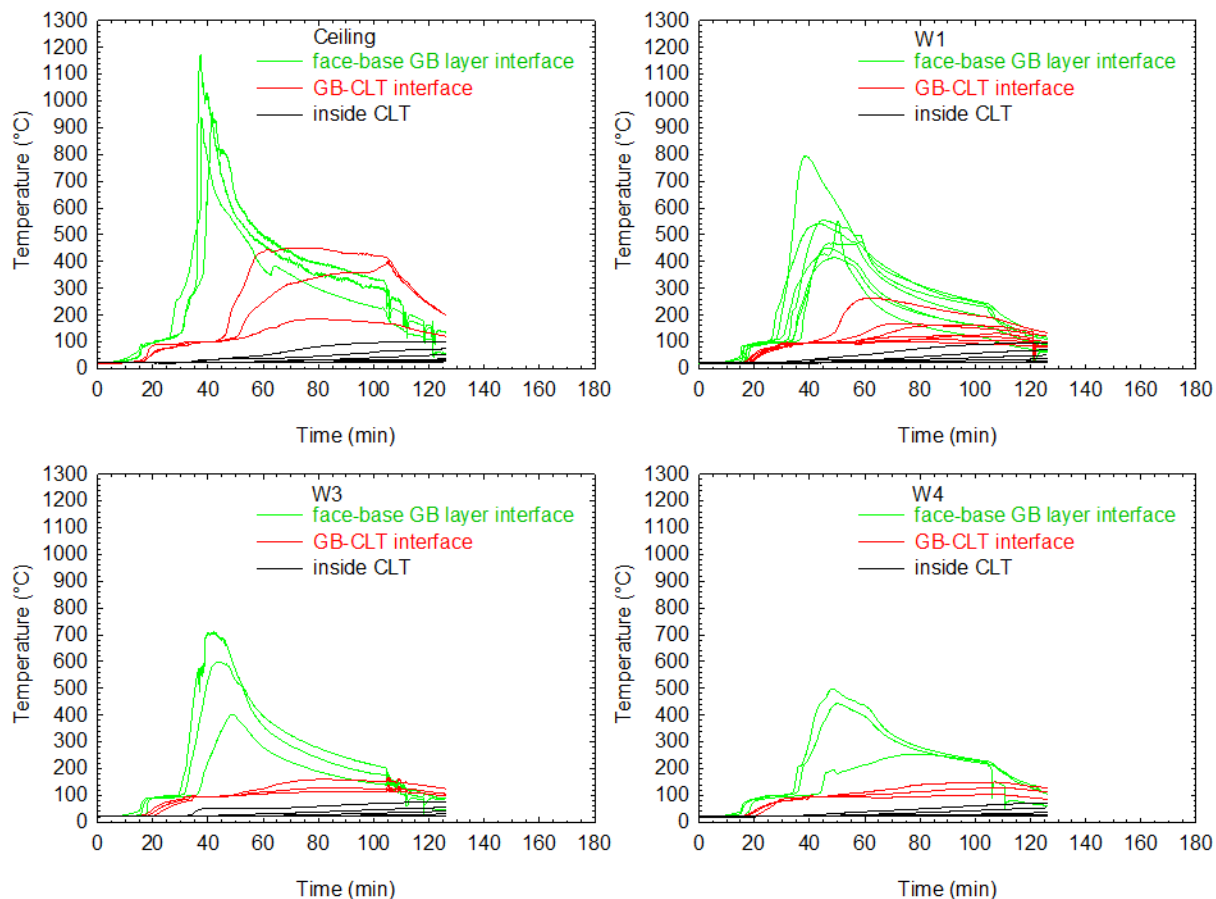 Ceiling
face-base GB layer interface
GB-CLT interface
inside CLT
Temperature (°C)
1300
1200
1100
1000
900
800
700
600
500
400
300
200
100
0
0 20 40 60 80 100 120 140 160 180
Time (min)
W1
face-base GB layer interface
GB-CLT interface
inside CLT
Temperature (°C)
1300
1200
1100
1000
900
800
700
600
500
400
300
200
100
0
0 20 40 60 80 100 120 140 160 180
Time (min)
W3
face-base GB layer interface
GB-CLT interface
inside CLT
Temperature (°C)
1300
1200
1100
1000
900
800
700
600
500
400
300
200
100
0
0 20 40 60 80 100 120 140 160 180
Time (min)
W4
face-base GB layer interface
GB-CLT interface
inside CLT
Temperature (°C)
1300
1200
1100
1000
900
800
700
600
500
400
300
200
100
0
0 20 40 60 80 100 120 140 160 180
Time (min)